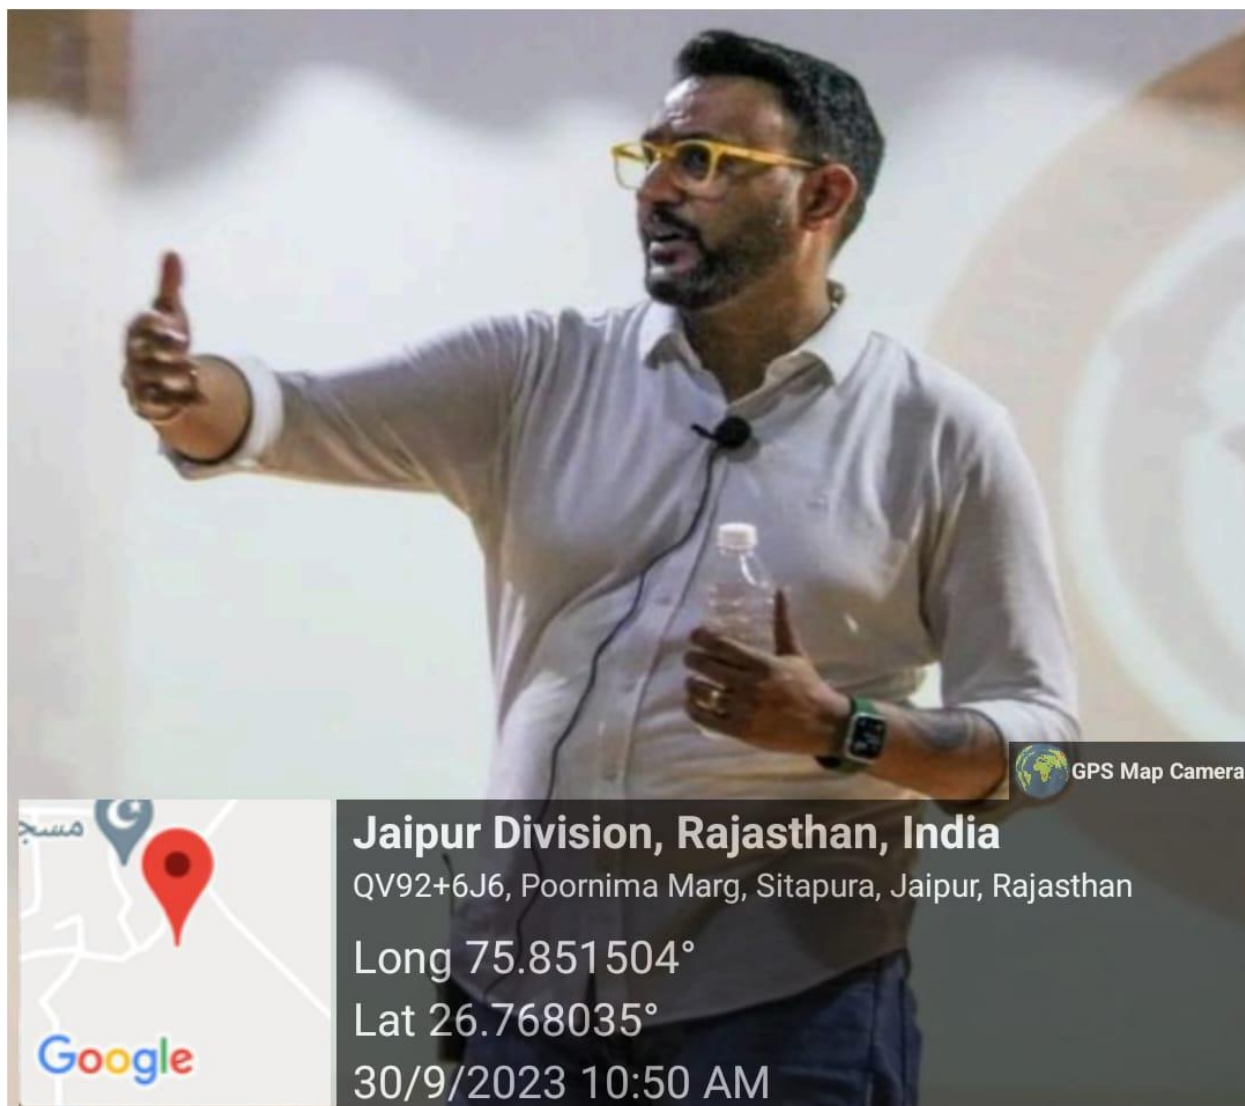 GPS Map Camera
مسجد
Google
Jaipur Division, Rajasthan, India
QV92+6J6, Poornima Marg, Sitapura, Jaipur, Rajasthan
Long 75.851504°
Lat 26.768035°
30/9/2023 10:50 AM